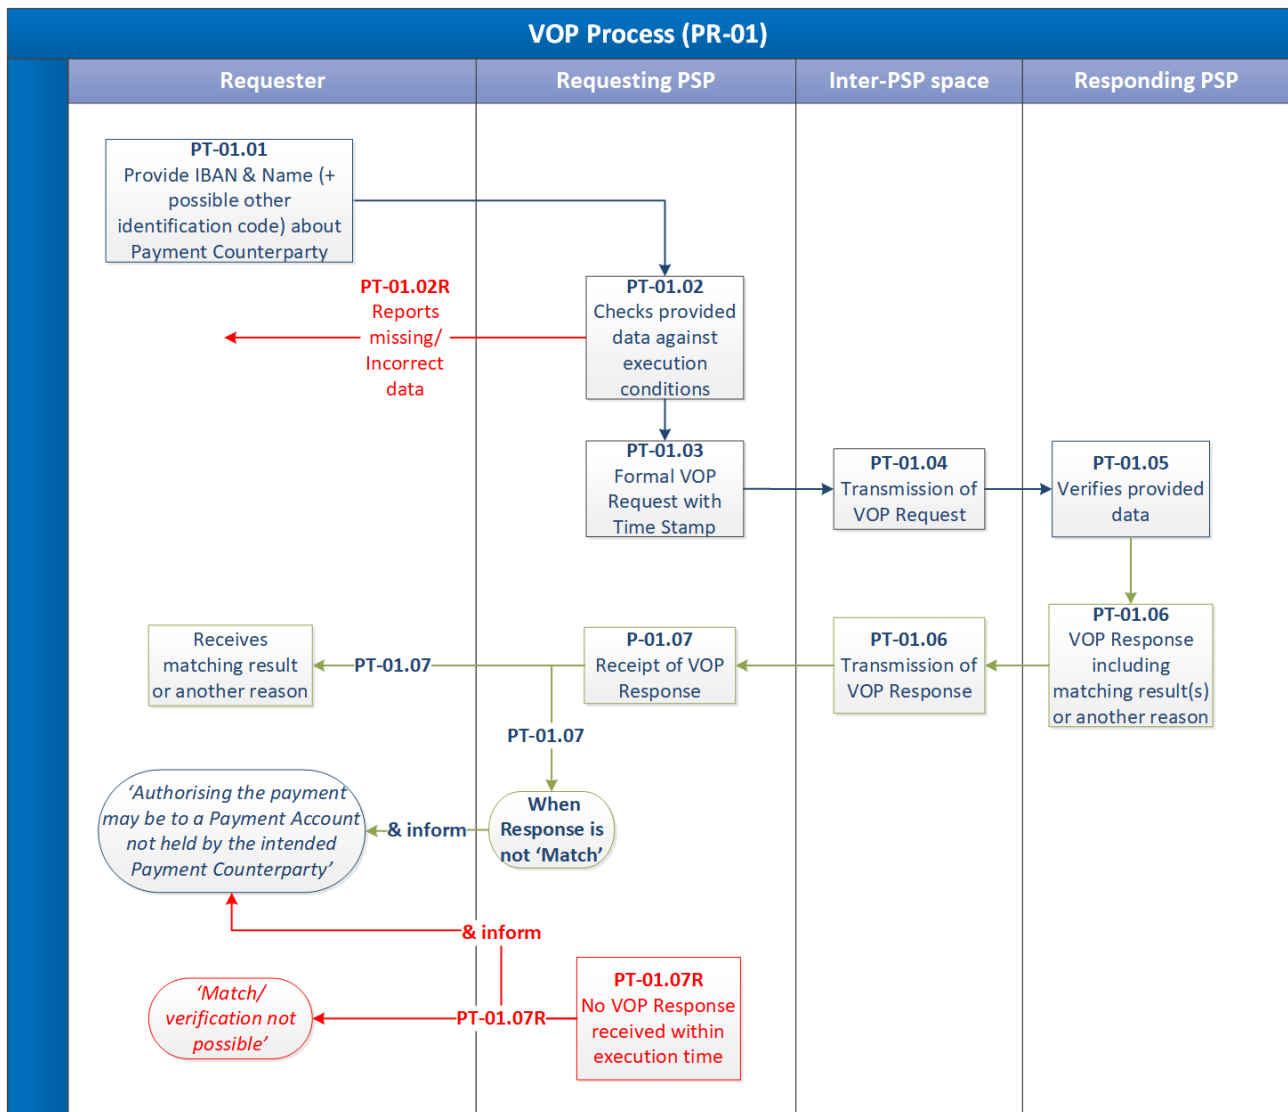 VOP Process (PR-01)
Requester
Requesting PSP
Inter-PSP space
Responding PSP
PT-01.01
Provide IBAN & Name (+
possible other
identification code) about
Payment Counterparty
PT-01.02R
Reports
missing/
Incorrect
data
PT-01.02
Checks provided
data against
execution
conditions
PT-01.03
Formal VOP
Request with
Time Stamp
PT-01.04
Transmission of
VOP Request
PT-01.05
Verifies provided
data
PT-01.06
VOP Response
including
matching result(s)
or another reason
PT-01.06
Transmission of
VOP Response
P-01.07
Receipt of VOP
Response
PT-01.07
Receives
matching result
or another reason
PT-01.07
When
Response is
not ‘Match’
& inform
‘Authorising the payment
may be to a Payment Account
not held by the intended
Payment Counterparty’
& inform
PT-01.07R
No VOP Response
received within
execution time
PT-01.07R
‘Match/
verification not
possible’